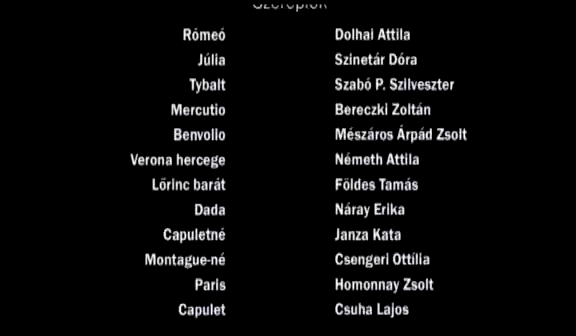 Szereplők
Rómeó Dolhai Attila
Júlia Szinetár Dóra
Tybalt Szabó P. Szilveszter
Mercutio Bereczki Zoltán
Benvolio Mészáros Árpád Zsolt
Verona hercege Németh Attila
Lőrinc barát Földes Tamás
Dada Náray Erika
Capuletné Janza Kata
Montague-né Csengeri Ottília
Paris Homonnay Zsolt
Capulet Csuha Lajos